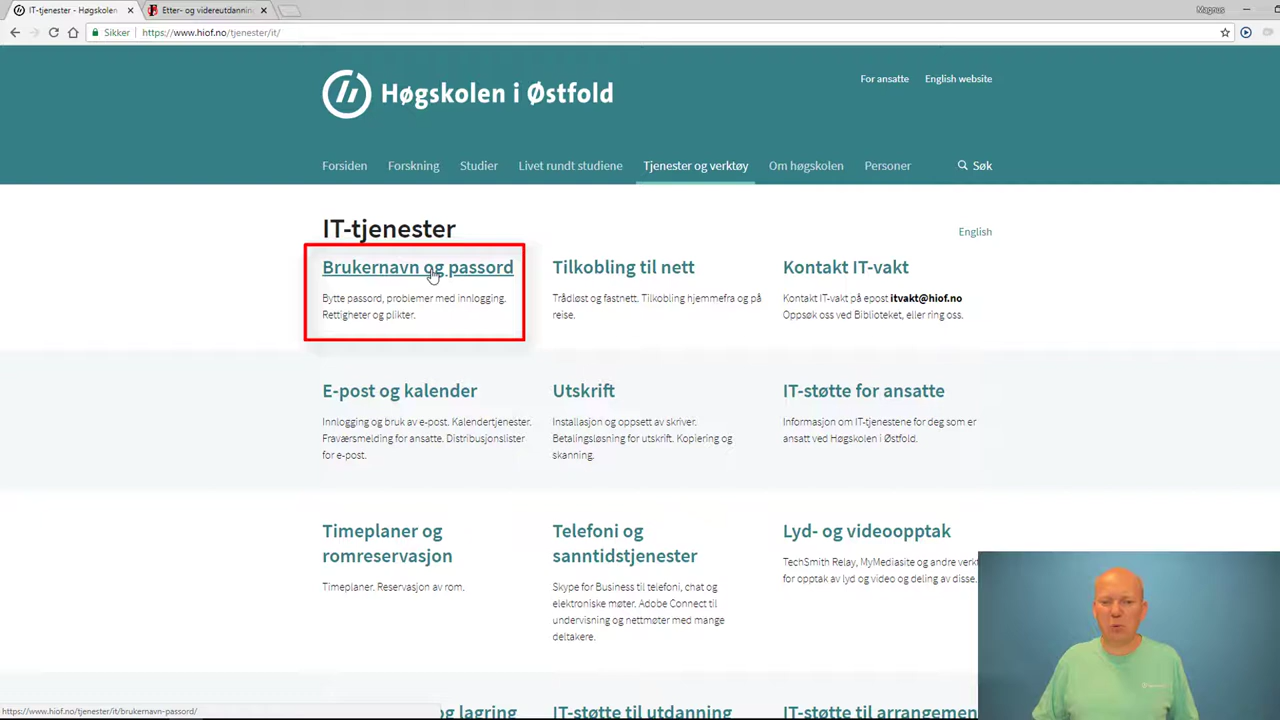 IT-tjenester - Høgskolen
Etter- og videreutdanning
Magnus
Sikker
https://www.hiof.no/tjenester/it/
Høgskolen i Østfold
For ansatte
English website
Forsiden
Forskning
Studier
Livet rundt studiene
Tjenester og verktøy
Om høgskolen
Personer
Søk
IT-tjenester
English
Brukernavn og passord
Bytte passord, problemer med innlogging.
Rettigheter og plikter.
Tilkobling til nett
Trådløst og fastnett. Tilkobling hjemmefra og på
reise.
Kontakt IT-vakt
Kontakt IT-vakt på epost itvakt@hiof.no
Oppsøk oss ved Biblioteket, eller ring oss.
E-post og kalender
Innlogging og bruk av e-post. Kalendertjenester.
Fraværsmelding for ansatte. Distribusjonslister
for e-post.
Utskrift
Installasjon og oppsett av skriver.
Betalingsløsning for utskrift. Kopiering og
skanning.
IT-støtte for ansatte
Informasjon om IT-tjenestene for deg som er
ansatt ved Høgskolen i Østfold.
Timeplaner og
romreservasjon
Timeplaner. Reservasjon av rom.
Telefoni og
sanntidstjenester
Skype for Business til telefoni, chat og
elektroniske møter. Adobe Connect til
undervisning og nettmøter med mange
deltakere.
Lyd- og videoopptak
TechSmith Relay, MyMediasite og andre verkt
for opptak av lyd og video og deling av disse.
https://www.hiof.no/tjenester/it/brukernavn-passord/
og lagring
IT-støtte til utdanning
IT-støtte til arrangemen